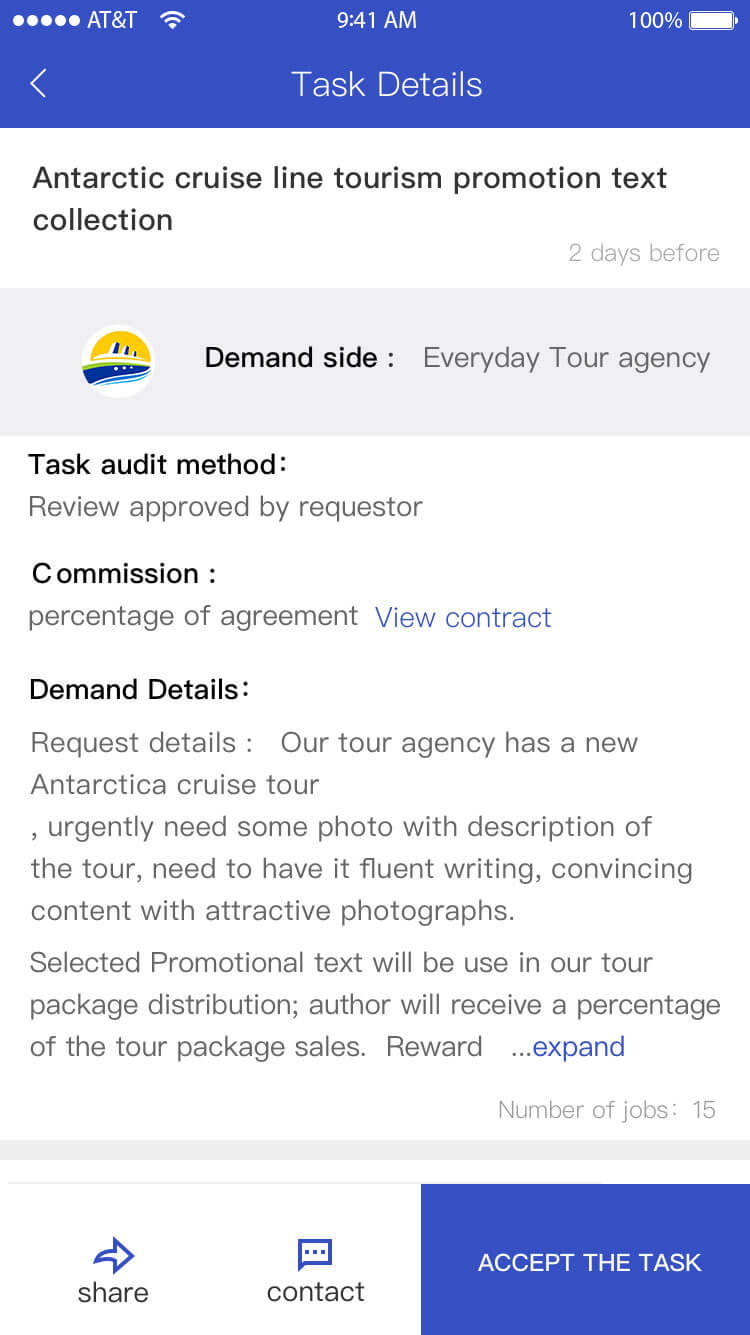 AT&T 9:41 AM 100%
Task Details
Antarctic cruise line tourism promotion text
collection
2 days before
Demand side : Everyday Tour agency
Task audit method:
Review approved by requestor
Commission :
percentage of agreement View contract
Demand Details:
Request details : Our tour agency has a new
Antarctica cruise tour
, urgently need some photo with description of
the tour, need to have it fluent writing, convincing
content with attractive photographs.
Selected Promotional text will be use in our tour
package distribution; author will receive a percentage
of the tour package sales. Reward ...expand
Number of jobs: 15
share contact ACCEPT THE TASK